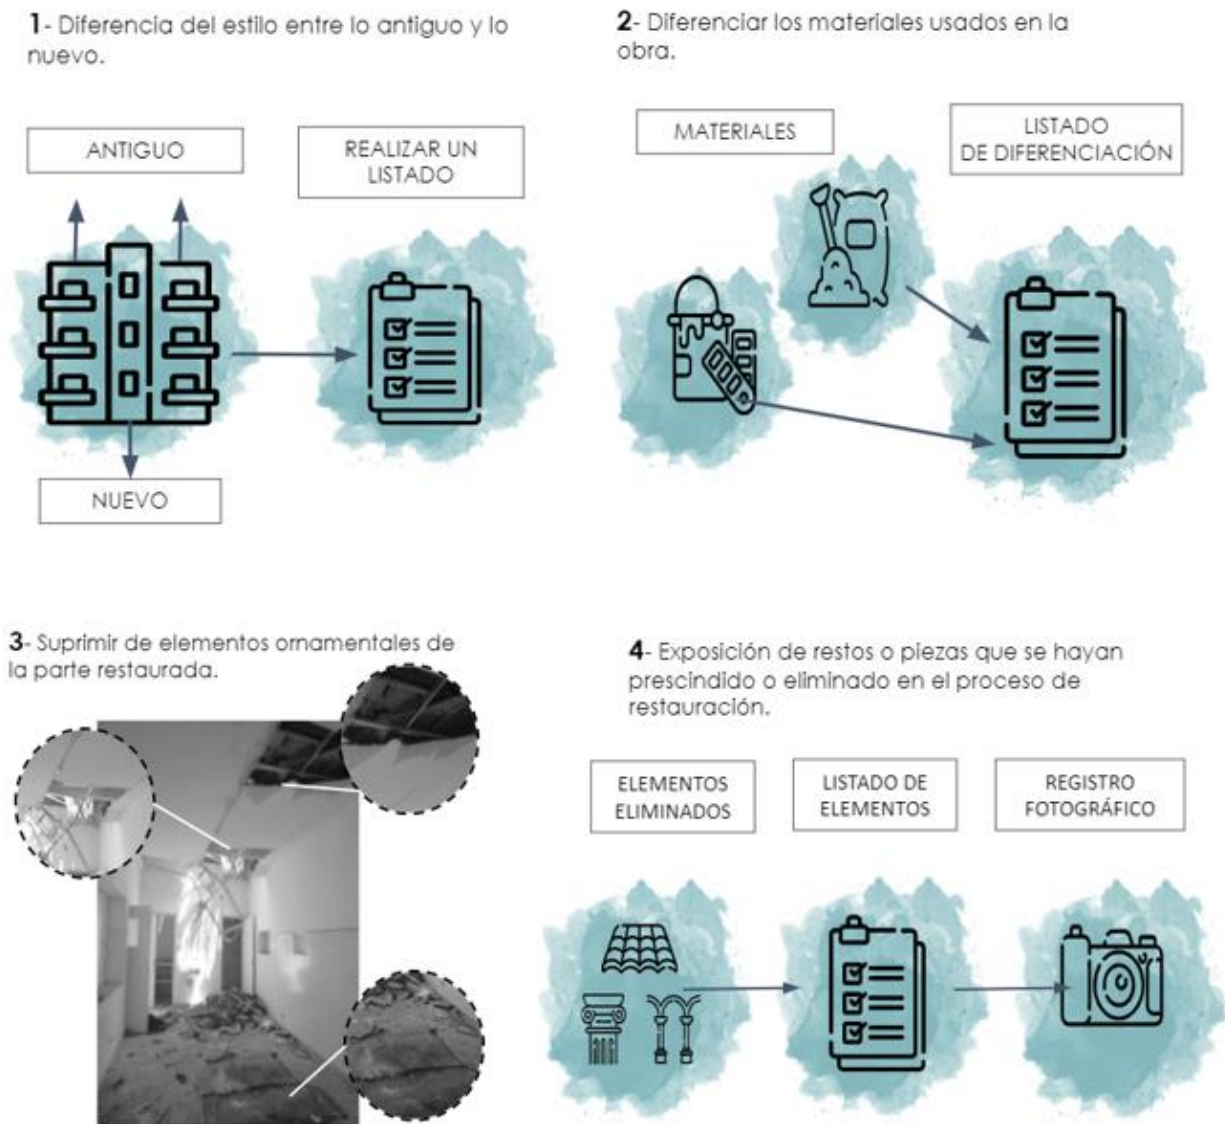 1- Diferencia del estilo entre lo antiguo y lo
nuevo.
ANTIGUO
REALIZAR UN
LISTADO
NUEVO
2- Diferenciar los materiales usados en la
obra.
MATERIALES
LISTADO
DE DIFERENCIACIÓN
3- Suprimir de elementos ornamentales de
la parte restaurada.
4- Exposición de restos o piezas que se hayan
prescindido o eliminado en el proceso de
restauración.
ELEMENTOS
ELIMINADOS
LISTADO DE
ELEMENTOS
REGISTRO
FOTOGRÁFICO